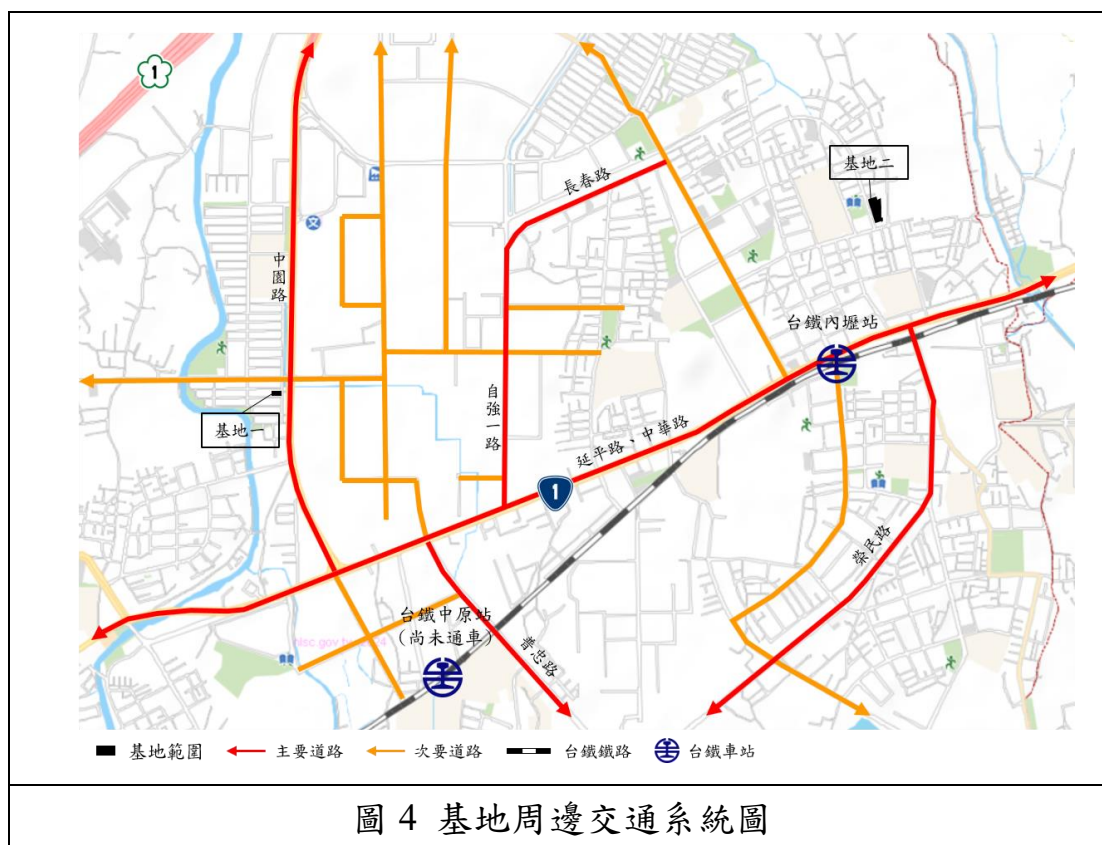 1
長春路
基地二
中園路
台鐵內壢站
自強一路
基地一
延平路、中華路
1
榮民路
台鐵中原站
（尚未通車）
普忠路
文
基地範圍
主要道路
次要道路
台鐵鐵路
台鐵車站
圖 4 基地周邊交通系統圖